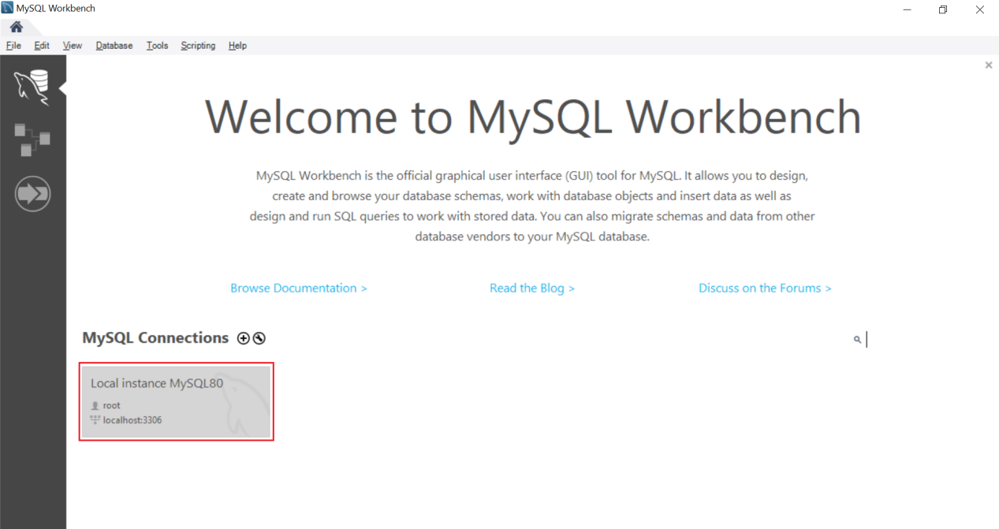 MySQL Workbench
File Edit View Database Tools Scripting Help
Welcome to MySQL Workbench
MySQL Workbench is the official graphical user interface (GUI) tool for MySQL. It allows you to design,
create and browse your database schemas, work with database objects and insert data as well as
design and run SQL queries to work with stored data. You can also migrate schemas and data from other
database vendors to your MySQL database.
Browse Documentation > Read the Blog > Discuss on the Forums >
MySQL Connections
Local instance MySQL80
root
localhost:3306